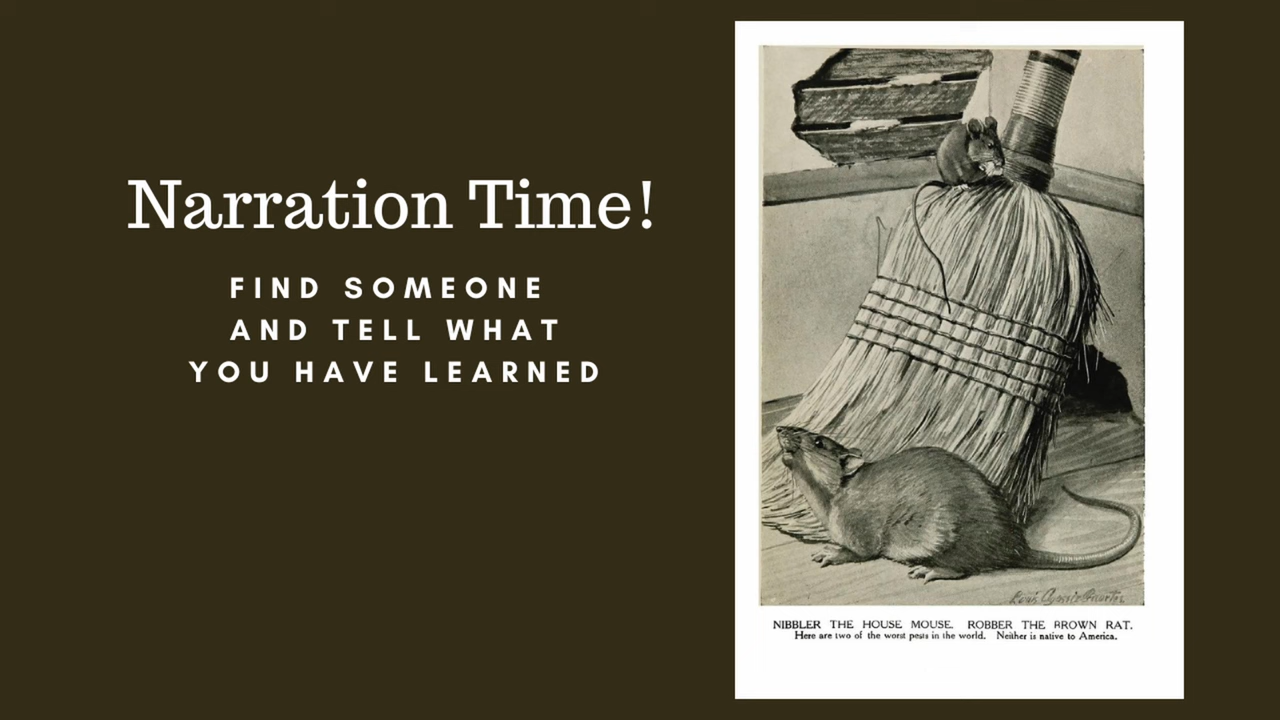 Narration Time!
FIND SOMEONE
AND TELL WHAT
YOU HAVE LEARNED
NIBBLER THE HOUSE MOUSE. ROBBER THE BROWN RAT.
Here are two of the worst pests in the world. Neither is native to America.